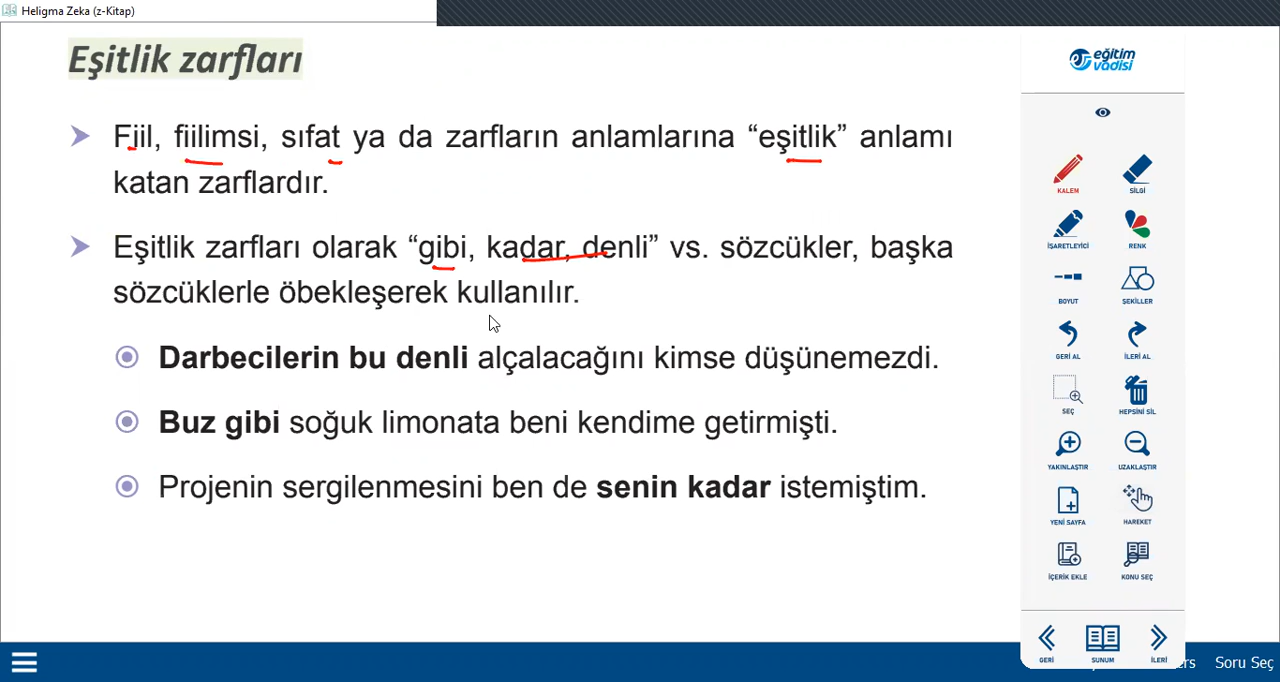 Heligma Zeka (z-Kitap)
Eşitlik zarfları
Fiil, fiilimsi, sıfat ya da zarfların anlamlarına “eşitlik” anlamı
katan zarflardır.
Eşitlik zarfları olarak “gibi, kadar, denli” vs. sözcükler, başka
sözcüklerle öbekleşerek kullanılır.
Darbecilerin bu denli alçalacağını kimse düşünemezdi.
Buz gibi soğuk limonata beni kendime getirmişti.
Projenin sergilenmesini ben de senin kadar istemiştim.
eğitim
vadisi
KALEM SİLGİ
İŞARETLEYİCİ RENK
BOYUT ŞEKİLLER
GERİ AL İLERİ AL
SEÇ HEPSİNİ SİL
YAKINLAŞTIR UZAKLAŞTIR
YENİ SAYFA HAREKET
İÇERİK EKLE KONU SEÇ
GERİ SUNUM İLERİ
Soru Seç